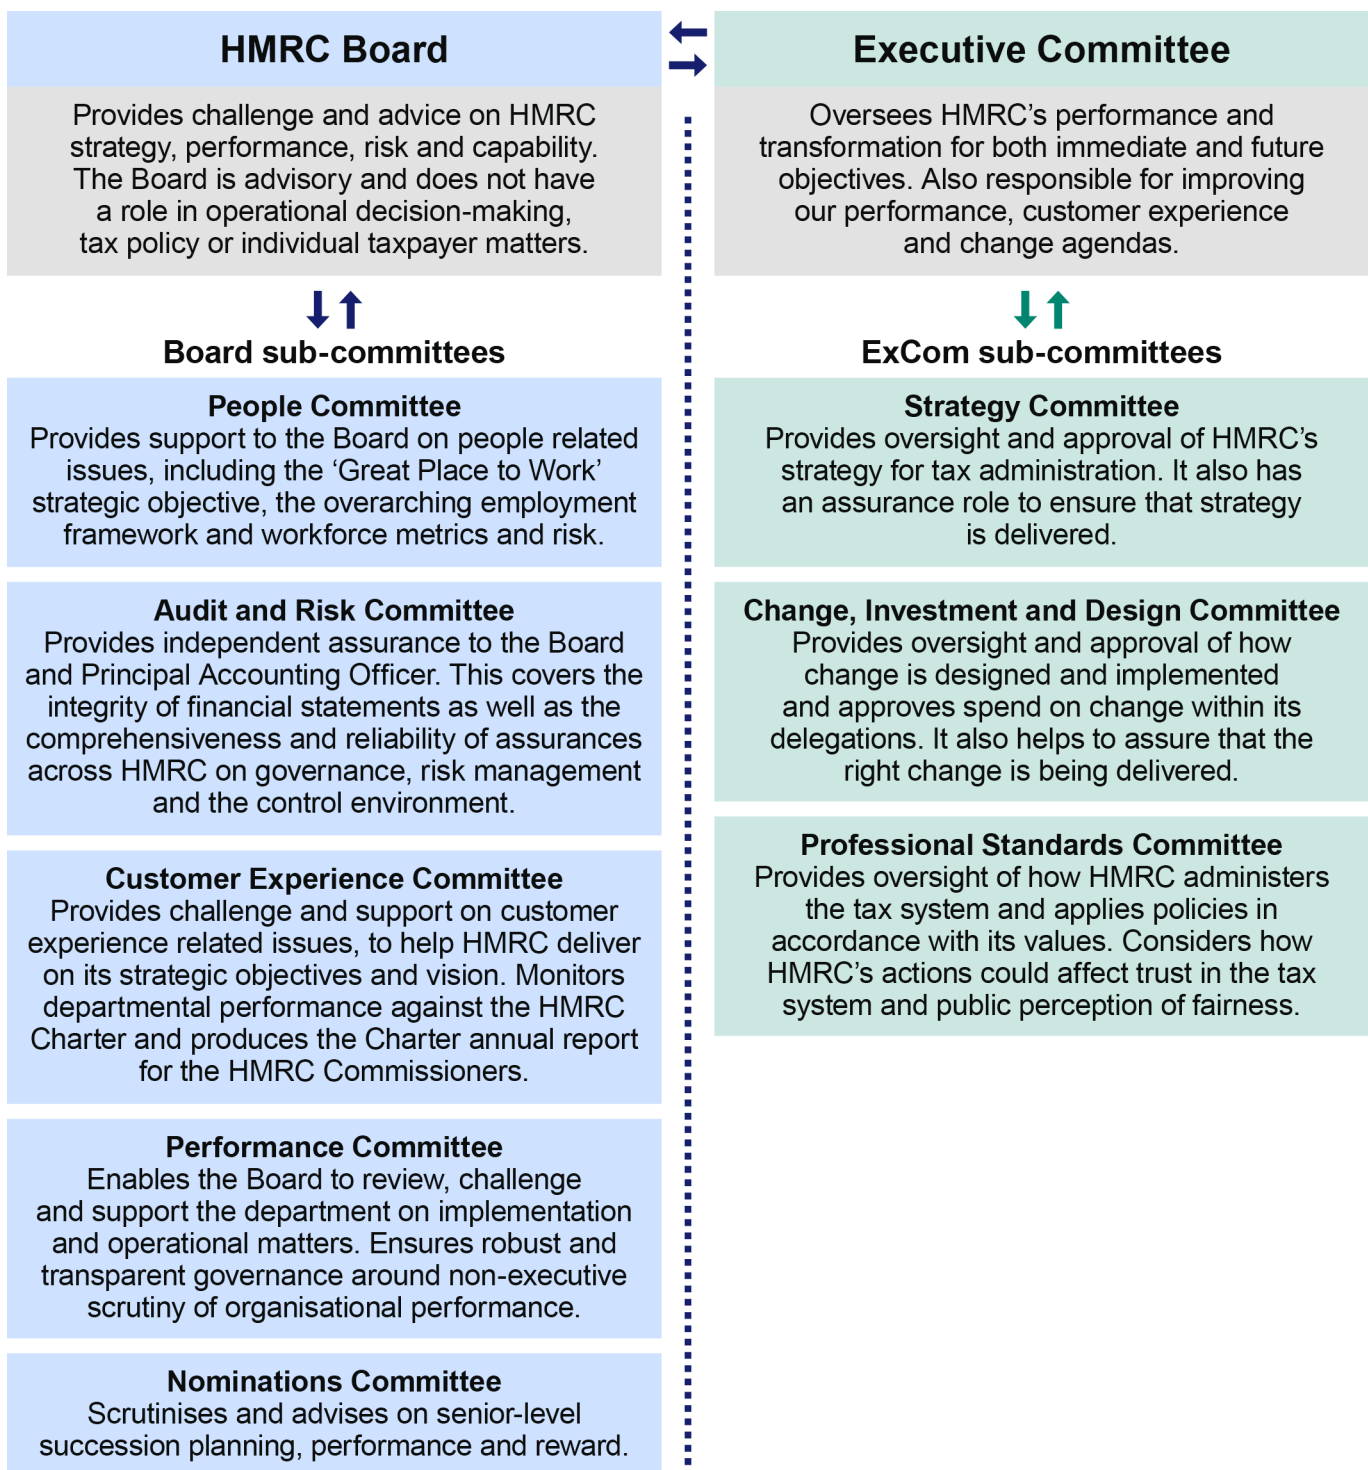 HMRC Board
Provides challenge and advice on HMRC
strategy, performance, risk and capability.
The Board is advisory and does not have
a role in operational decision-making,
tax policy or individual taxpayer matters.
Board sub-committees
People Committee
Provides support to the Board on people related
issues, including the ‘Great Place to Work’
strategic objective, the overarching employment
framework and workforce metrics and risk.
Audit and Risk Committee
Provides independent assurance to the Board
and Principal Accounting Officer. This covers the
integrity of financial statements as well as the
comprehensiveness and reliability of assurances
across HMRC on governance, risk management
and the control environment.
Customer Experience Committee
Provides challenge and support on customer
experience related issues, to help HMRC deliver
on its strategic objectives and vision. Monitors
departmental performance against the HMRC
Charter and produces the Charter annual report
for the HMRC Commissioners.
Performance Committee
Enables the Board to review, challenge
and support the department on implementation
and operational matters. Ensures robust and
transparent governance around non-executive
scrutiny of organisational performance.
Nominations Committee
Scrutinises and advises on senior-level
succession planning, performance and reward.
Executive Committee
Oversees HMRC’s performance and
transformation for both immediate and future
objectives. Also responsible for improving
our performance, customer experience
and change agendas.
ExCom sub-committees
Strategy Committee
Provides oversight and approval of HMRC’s
strategy for tax administration. It also has
an assurance role to ensure that strategy
is delivered.
Change, Investment and Design Committee
Provides oversight and approval of how
change is designed and implemented
and approves spend on change within its
delegations. It also helps to assure that the
right change is being delivered.
Professional Standards Committee
Provides oversight of how HMRC administers
the tax system and applies policies in
accordance with its values. Considers how
HMRC’s actions could affect trust in the tax
system and public perception of fairness.